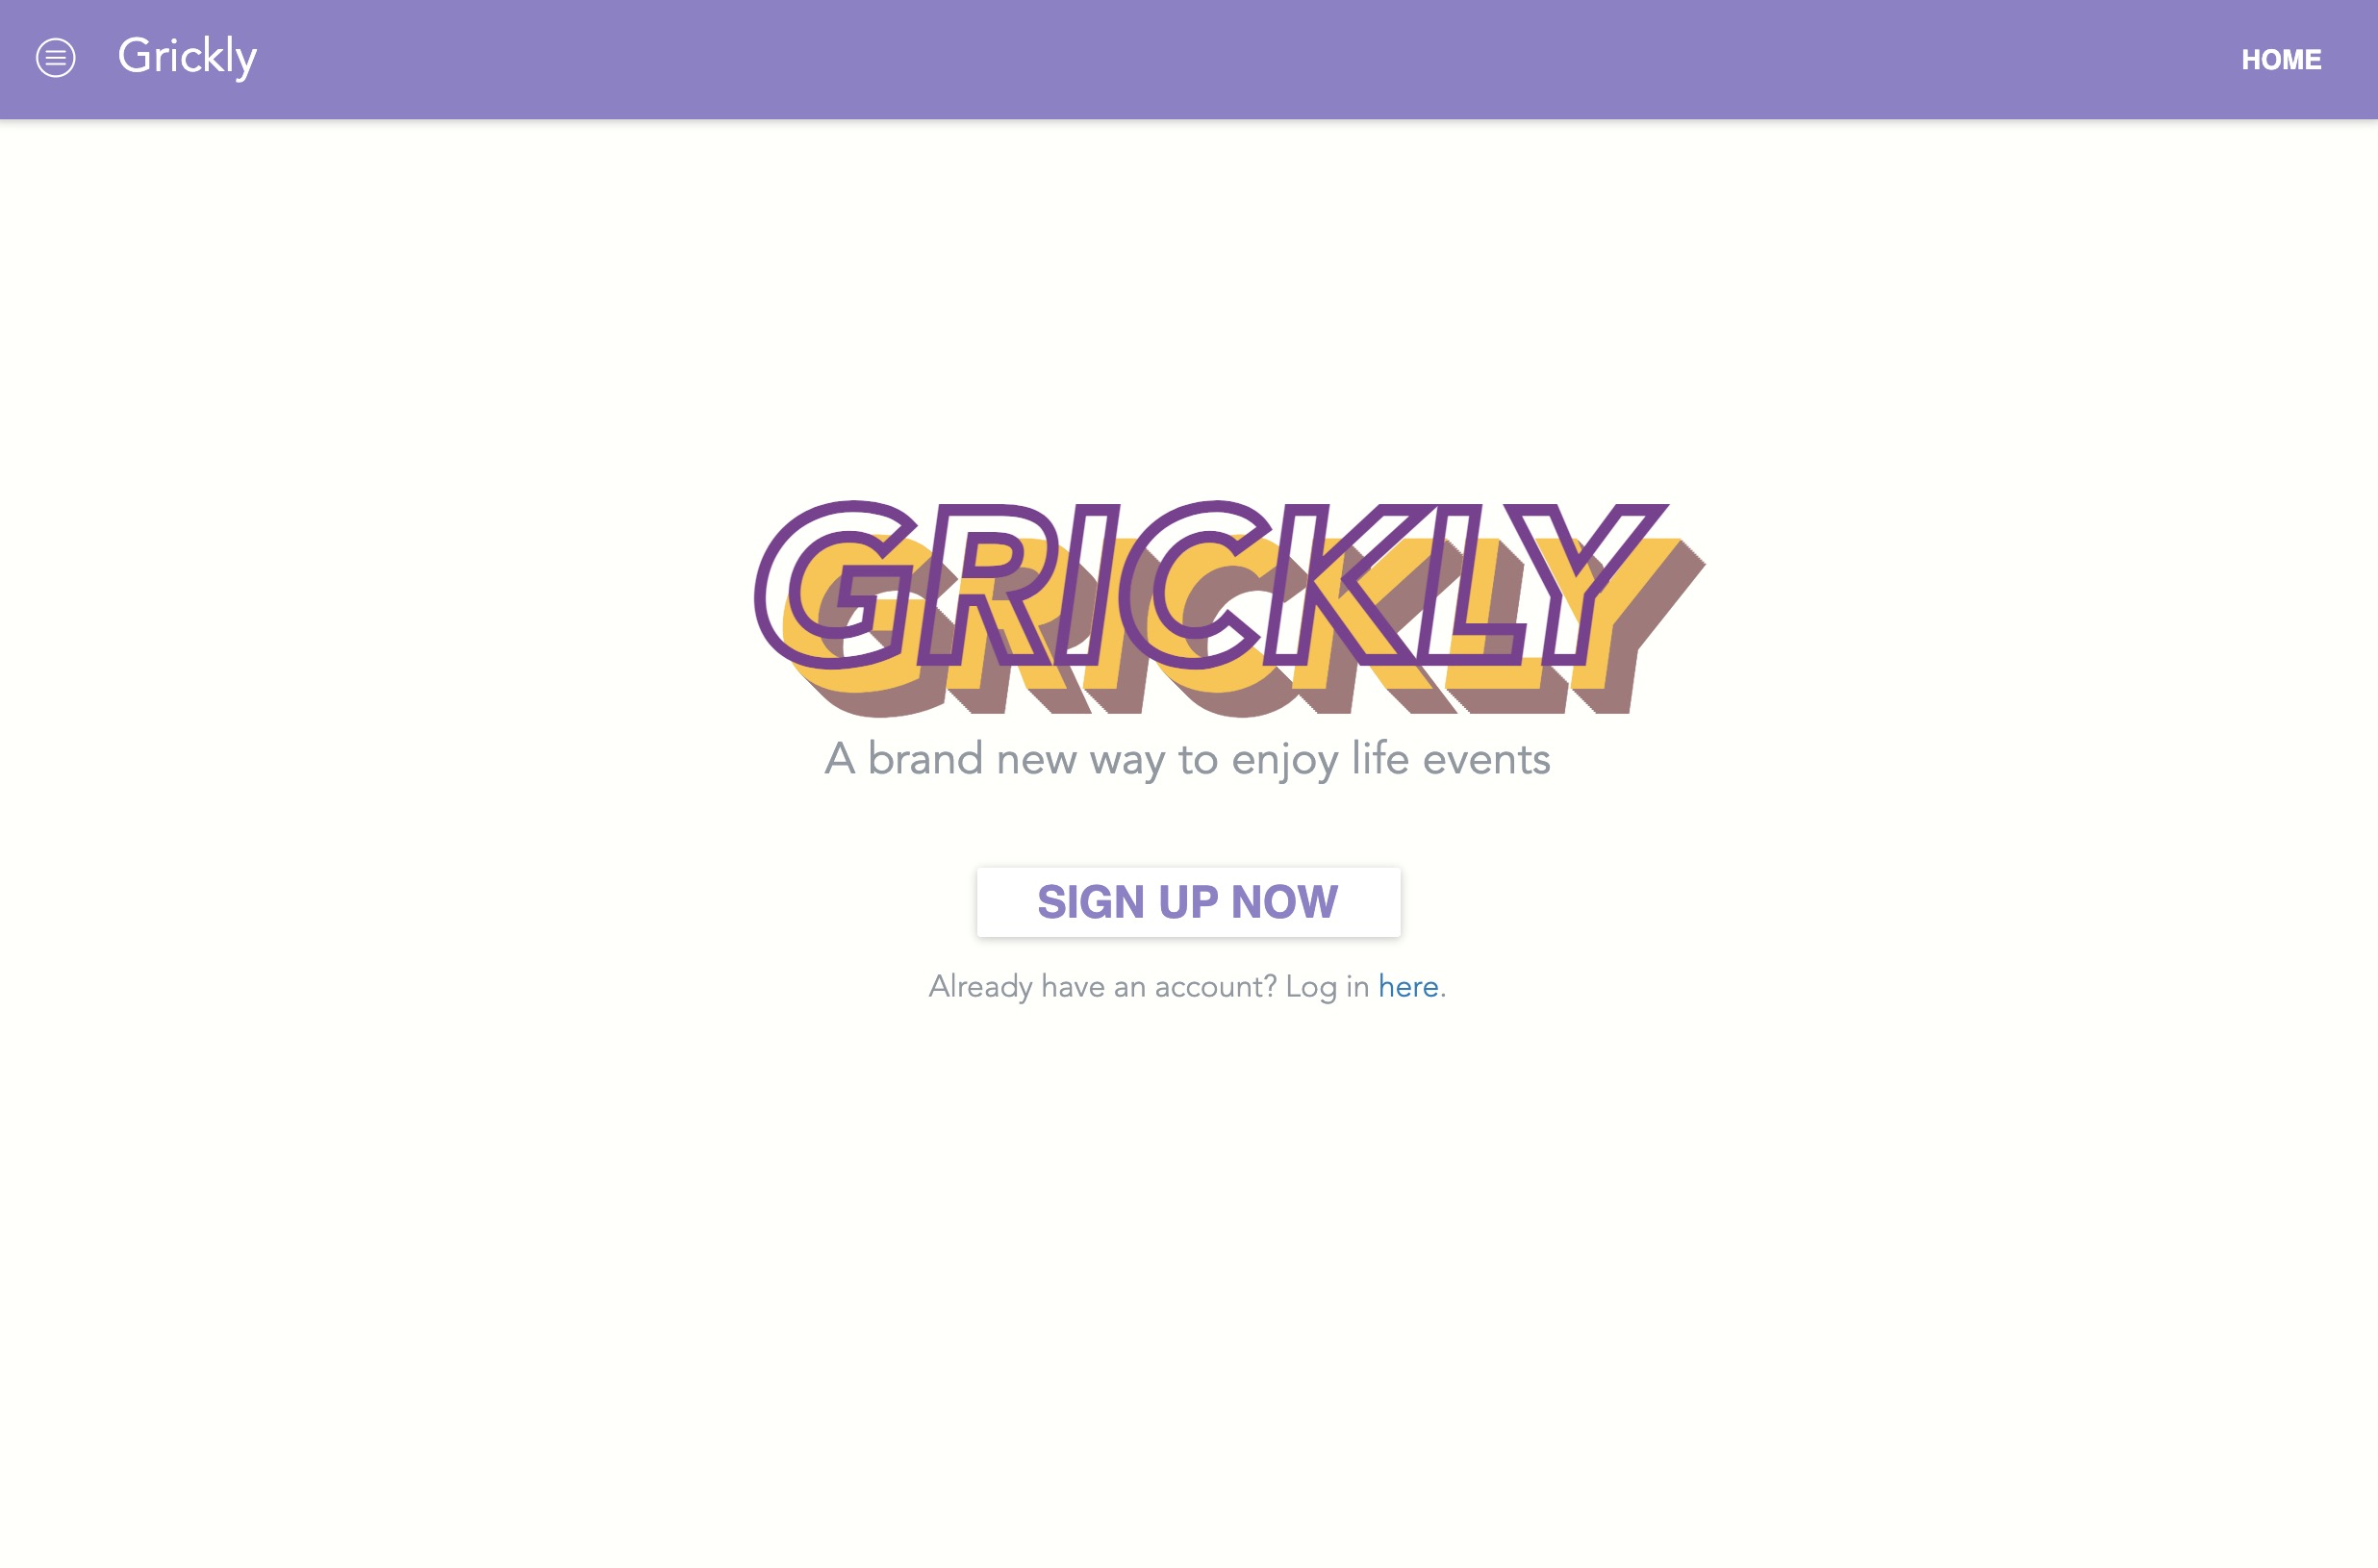 Grickly
HOME
GRICKLY
A brand new way to enjoy life events
SIGN UP NOW
Already have an account? Log in here.